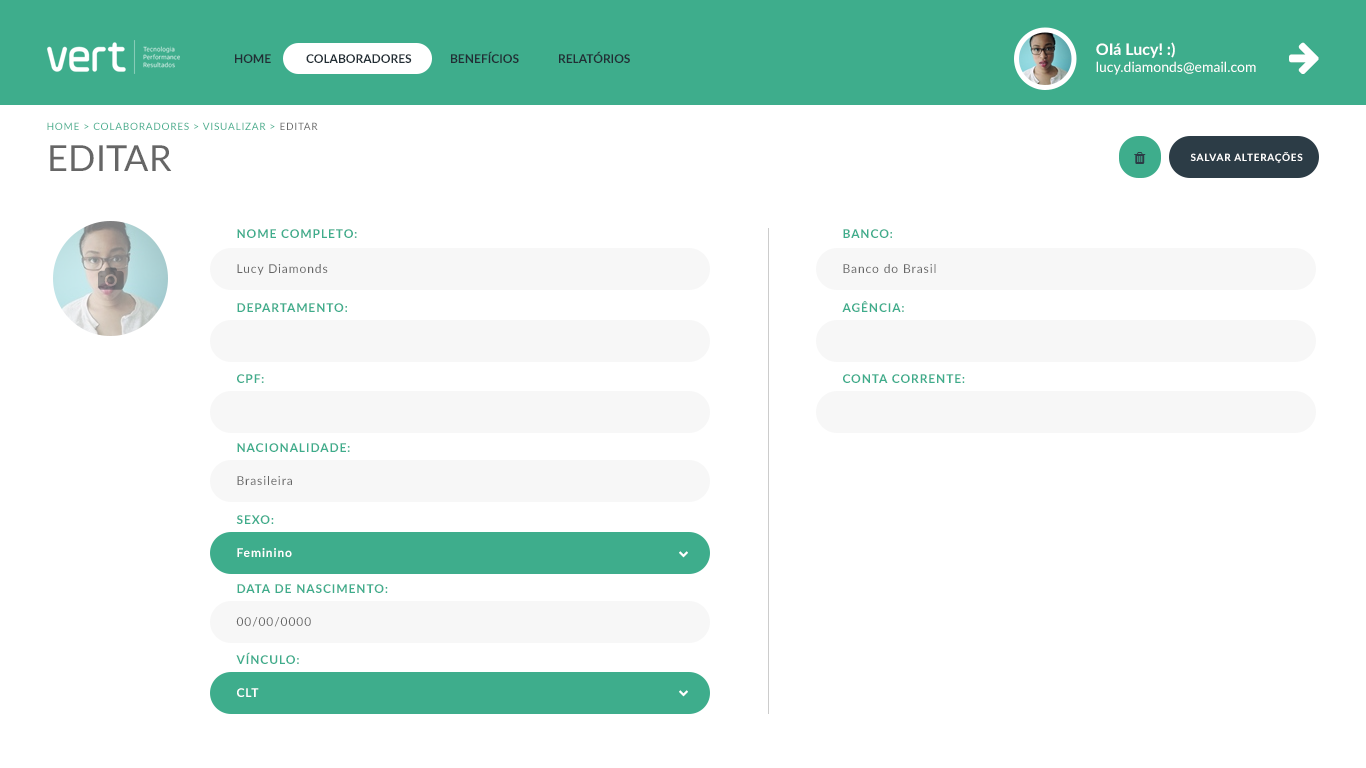 vert
Tecnologia
Performance
Resultados
HOME
COLABORADORES
BENEFÍCIOS
RELATÓRIOS
Olá Lucy! :)
lucy.diamonds@email.com
HOME > COLABORADORES > VISUALIZAR > EDITAR
EDITAR
SALVAR ALTERAÇÕES
NOME COMPLETO:
Lucy Diamonds
DEPARTAMENTO:
CPF:
NACIONALIDADE:
Brasileira
SEXO:
Feminino
DATA DE NASCIMENTO:
00/00/0000
VÍNCULO:
CLT
BANCO:
Banco do Brasil
AGÊNCIA:
CONTA CORRENTE: